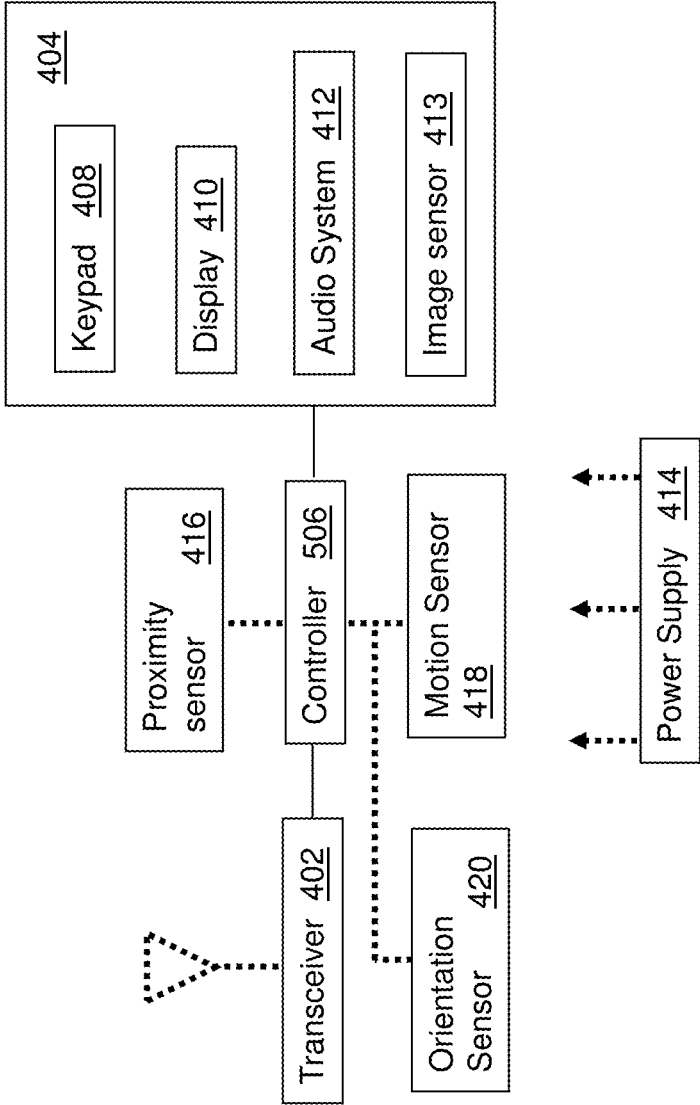 404
Keypad 408
Display 410
Audio System 412
Image sensor 413
Proximity
sensor 416
Controller 506
Motion Sensor
418
Transceiver 402
Orientation
Sensor 420
Power Supply 414